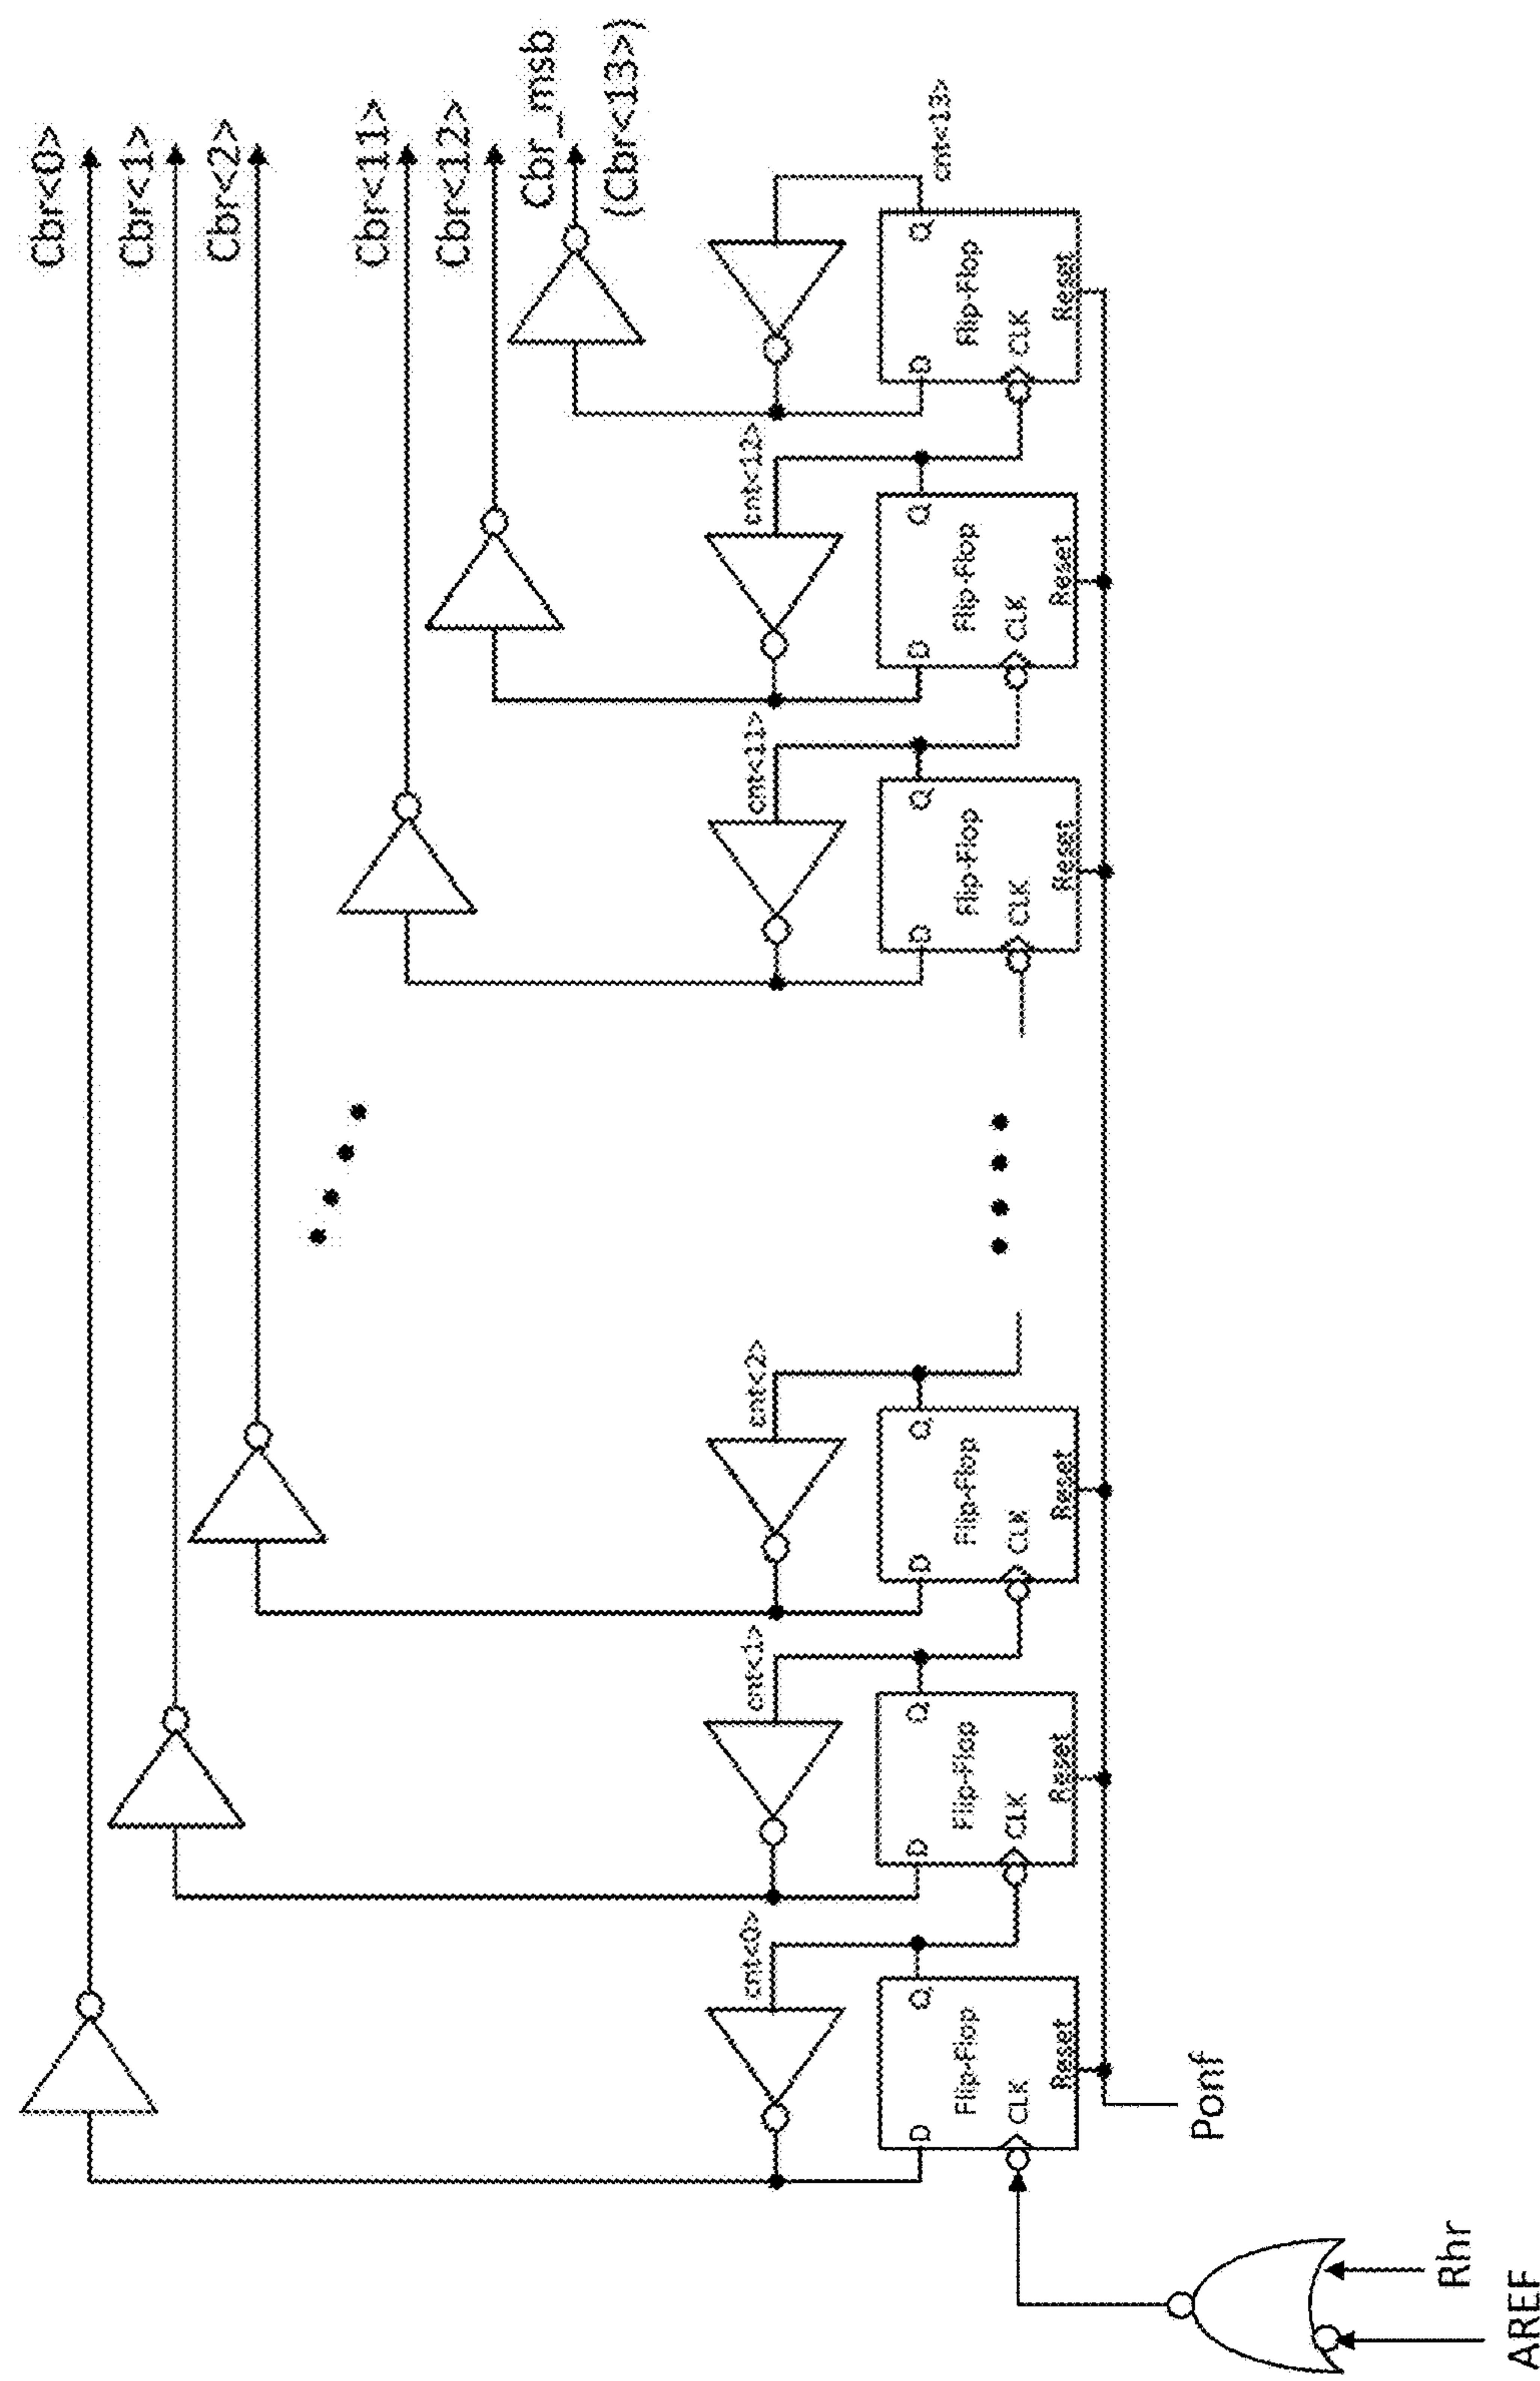 Cbr<0>
Cbr<1>
Cbr<2>
Cbr<11>
Cbr<12>
Cbr_msb
(Cbr<13>)
cnt<0>
cnt<1>
cnt<2>
cnt<11>
cnt<12>
cnt<13>
D
Q
Flip-Flop
CLK
Reset
D
Q
Flip-Flop
CLK
Reset
D
Q
Flip-Flop
CLK
Reset
D
Q
Flip-Flop
CLK
Reset
D
Q
Flip-Flop
CLK
Reset
D
Q
Flip-Flop
CLK
Reset
Ponf
Rhr
AREF